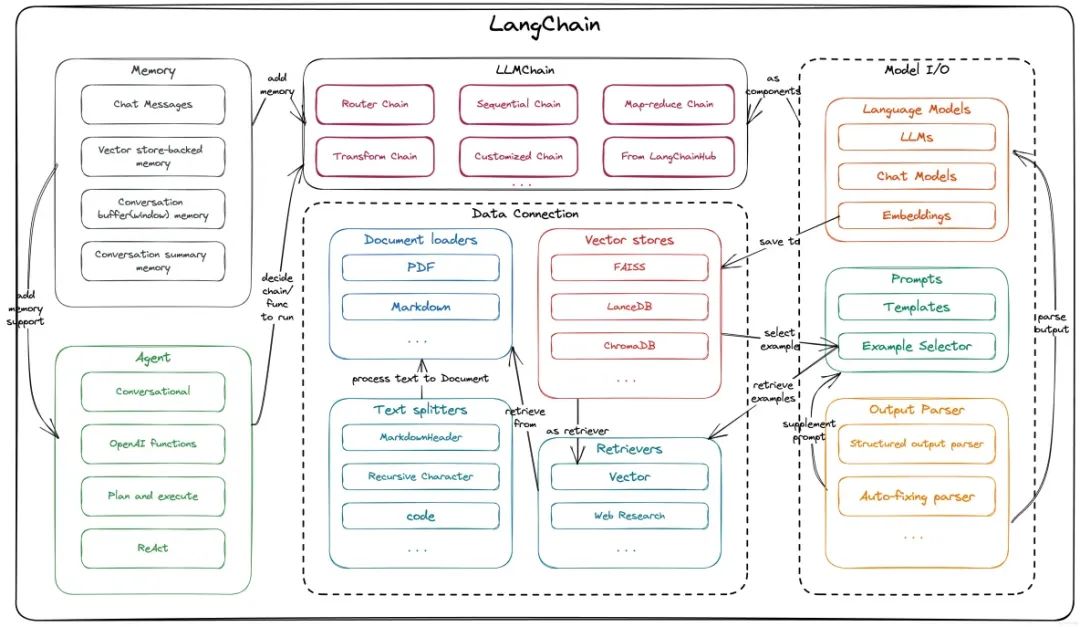 LangChain
Memory
Chat Messages
Vector store-backed
memory
Conversation
buffer(window) memory
Conversation summary
memory
add
memory
LLMChain
Router Chain
Sequential Chain
Map-reduce Chain
Transform Chain
Customized Chain
From LangChainHub
...
as
components
Model I/O
Language Models
LLMs
Chat Models
Embeddings
save to
Prompts
Templates
Example Selector
select
example
retrieve
examples
supplement
prompt
Output Parser
Structured output parser
Auto-fixing parser
...
parse
output
Data Connection
Document loaders
PDF
Markdown
...
process text to Document
Text splitters
MarkdownHeader
Recursive Character
code
...
Vector stores
FAISS
LanceDB
ChromaDB
...
retrieve
from
as retriever
Retrievers
Vector
Web Research
...
decide
chain/
func
to run
add
memory
support
Agent
Conversational
OpenAI functions
Plan and execute
ReAct